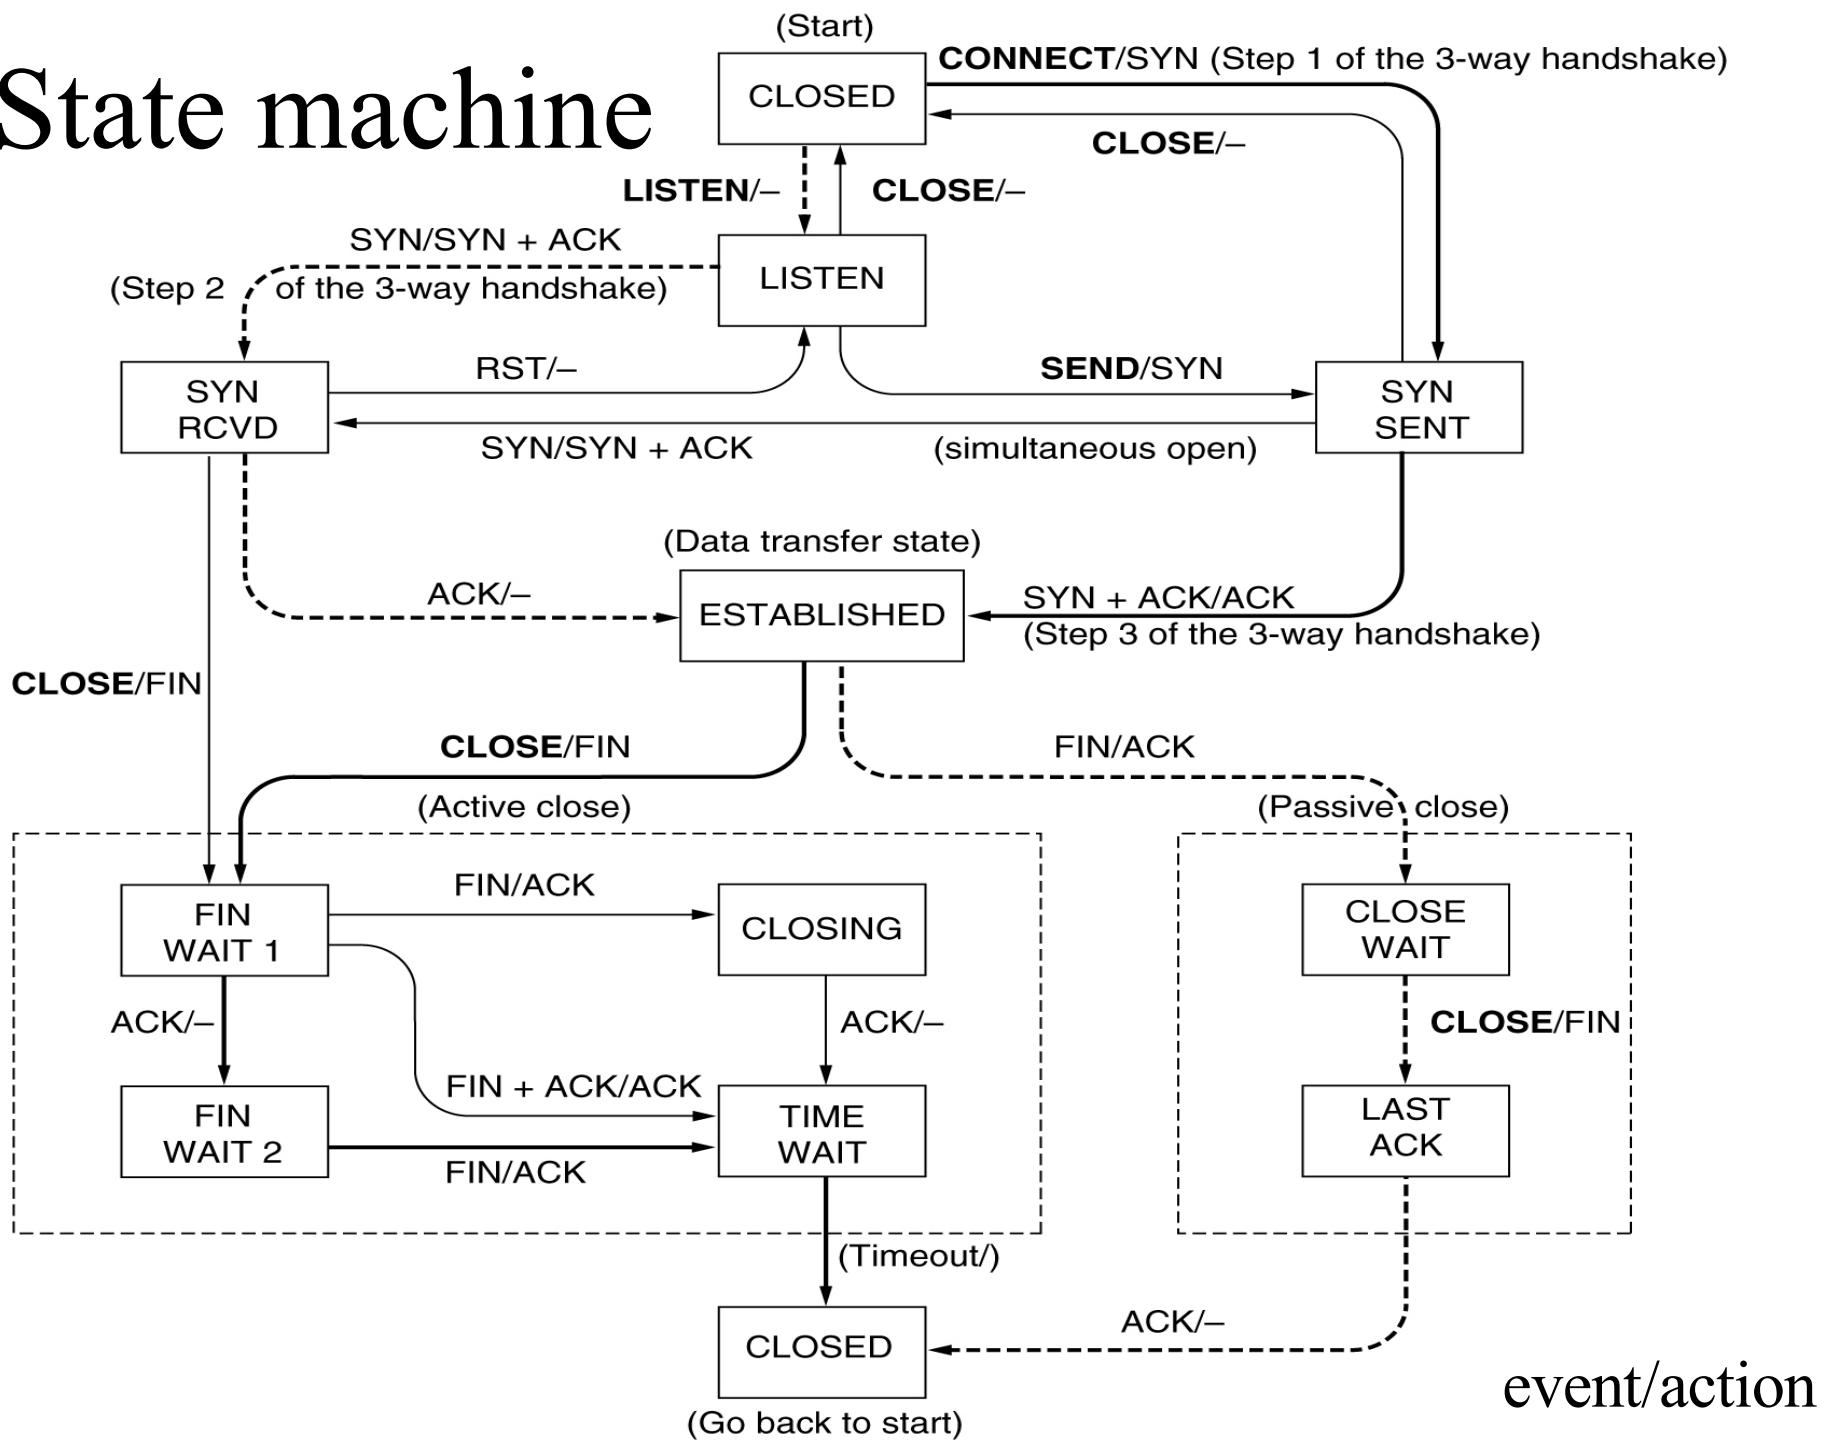 (Start)
State machine
CLOSED
CONNECT/SYN (Step 1 of the 3-way handshake)
CLOSE/–
LISTEN/–
CLOSE/–
SYN/SYN + ACK
(Step 2 of the 3-way handshake)
LISTEN
RST/–
SEND/SYN
SYN
RCVD
SYN
SENT
SYN/SYN + ACK
(simultaneous open)
(Data transfer state)
ACK/–
ESTABLISHED
SYN + ACK/ACK
(Step 3 of the 3-way handshake)
CLOSE/FIN
CLOSE/FIN
FIN/ACK
(Active close)
(Passive close)
FIN
WAIT 1
FIN/ACK
CLOSING
CLOSE
WAIT
ACK/–
ACK/–
CLOSE/FIN
FIN + ACK/ACK
FIN
WAIT 2
FIN/ACK
TIME
WAIT
LAST
ACK
(Timeout/)
ACK/–
CLOSED
(Go back to start)
event/action